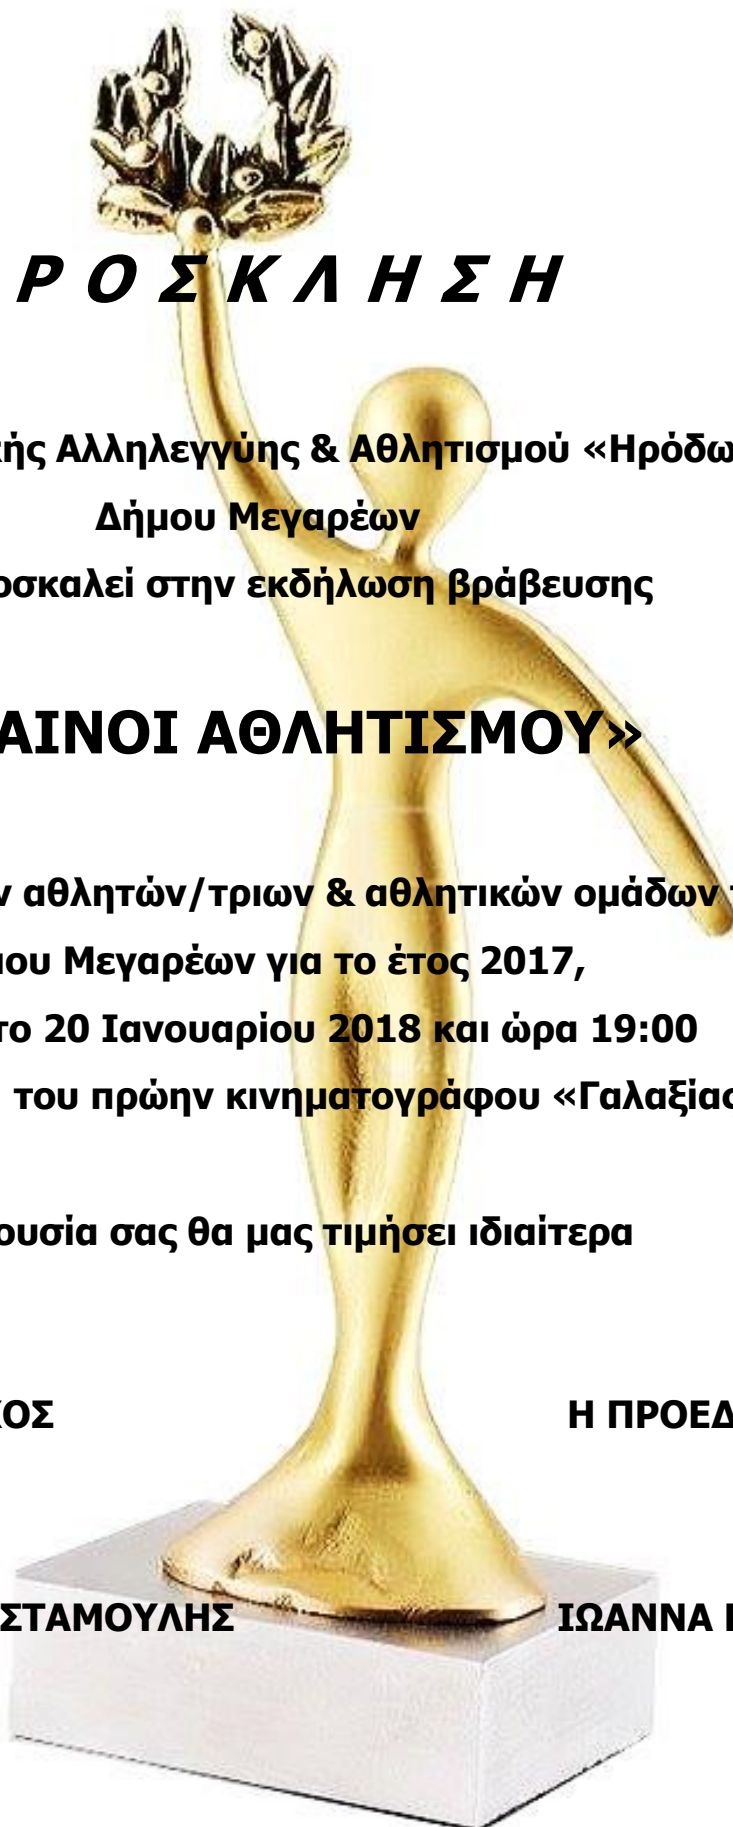 Ρ Ο Σ Κ Λ Η Σ Η
ής Αλληλεγγύης & Αθλητισμού «Ηρόδω
Δήμου Μεγαρέων
οσκαλεί στην εκδήλωση βράβευσης
ΑΙΝΟΙ ΑΘΛΗΤΙΣΜΟΥ»
ν αθλητών/τριων & αθλητικών ομάδων
μου Μεγαρέων για το έτος 2017,
το 20 Ιανουαρίου 2018 και ώρα 19:00
του πρώην κινηματογράφου «Γαλαξίας
ουσία σας θα μας τιμήσει ιδιαίτερα
ΧΟΣ Η ΠΡΟΕΔ
ΣΤΑΜΟΥΛΗΣ ΙΩΑΝΝΑ